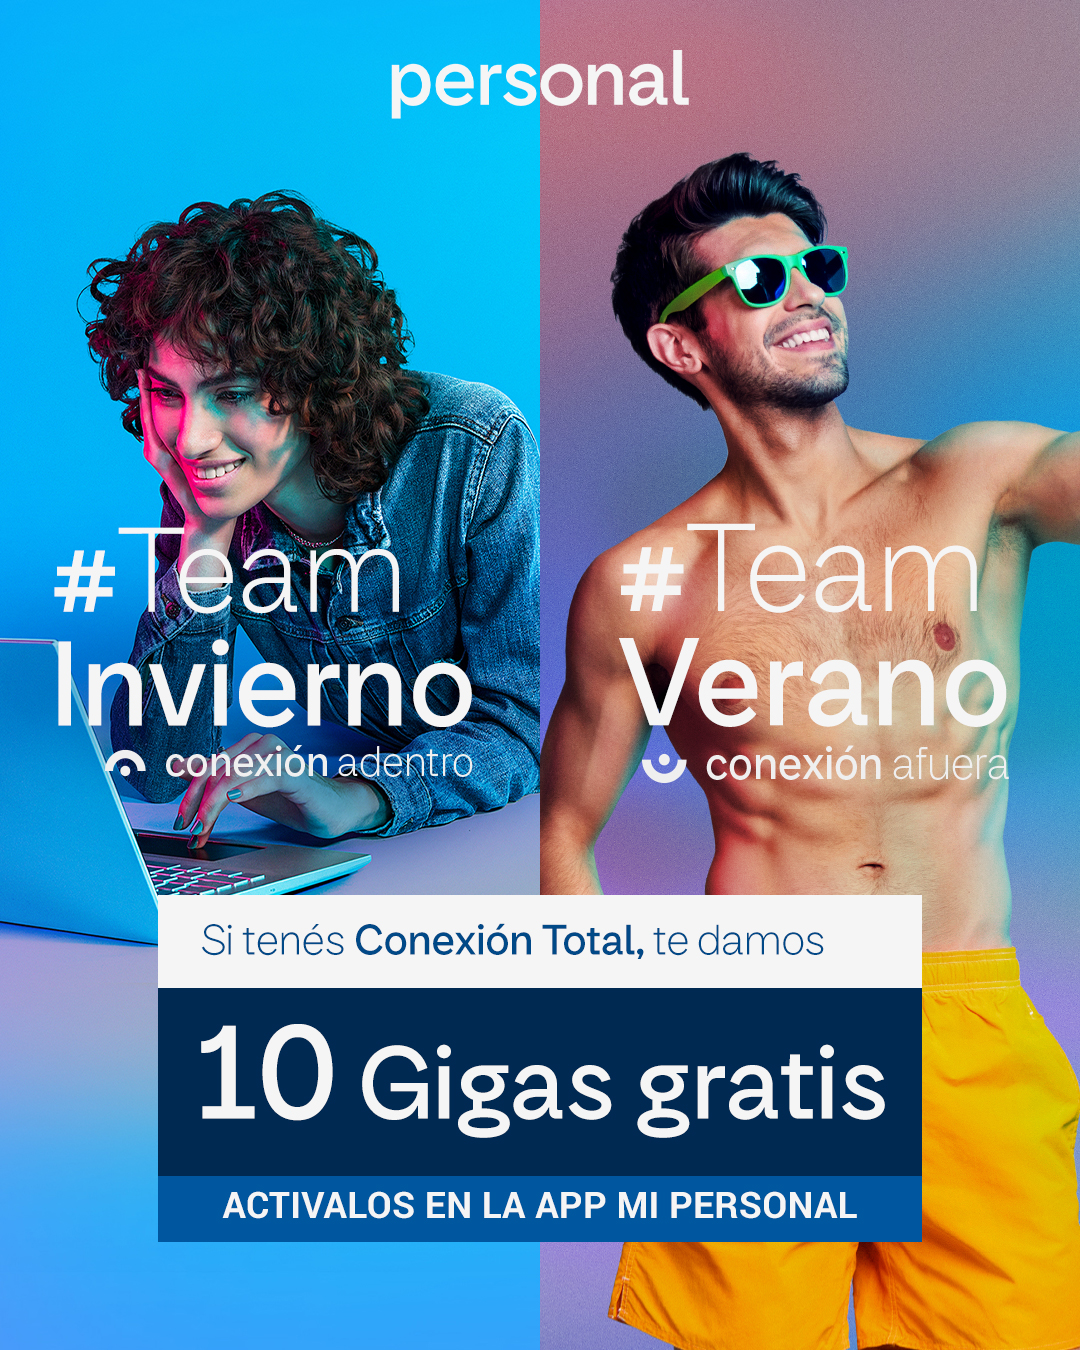 personal
#Team
Invierno
conexión adentro
#Team
Verano
conexión afuera
Si tenés Conexión Total, te damos
10 Gigas gratis
ACTIVALOS EN LA APP MI PERSONAL